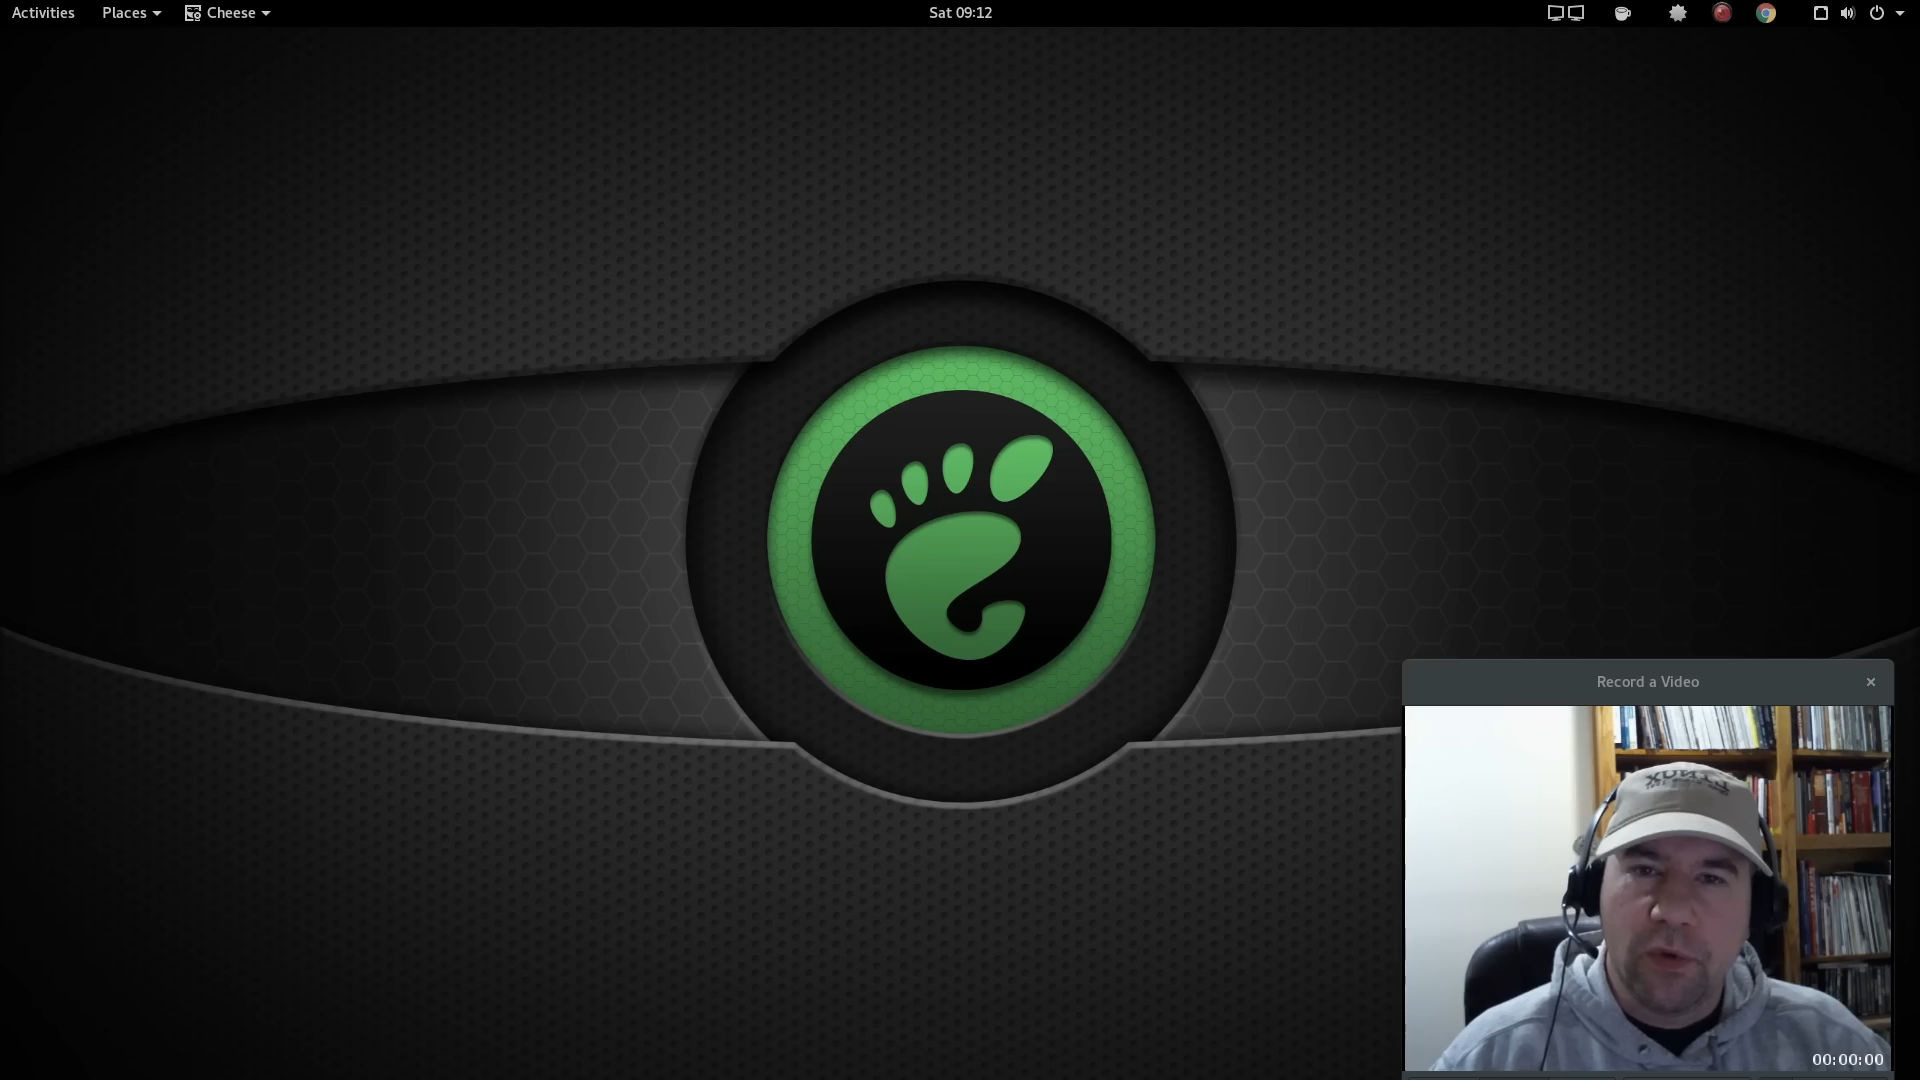 Activities
Places
Cheese
Sat 09:12
Record a Video
00:00:00